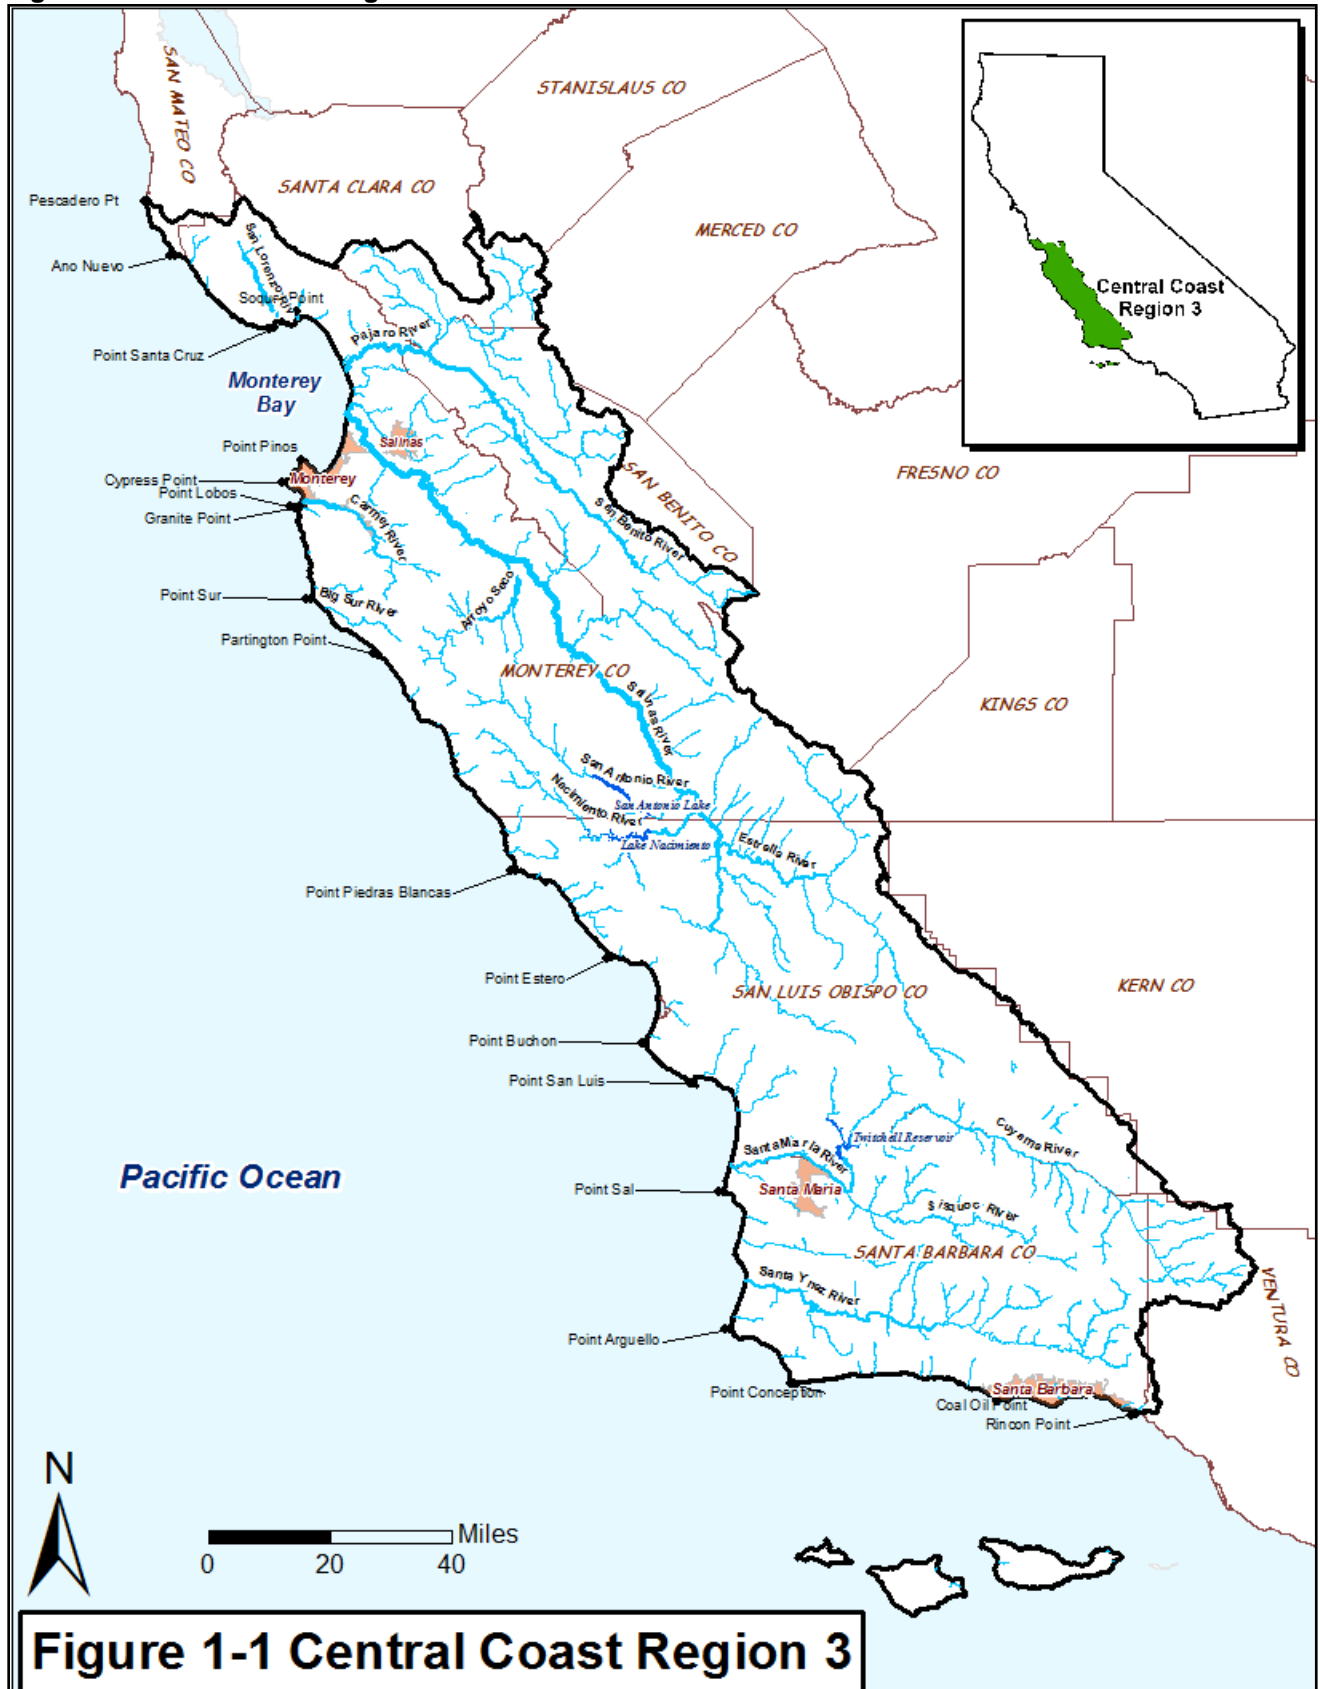 SAN MATEO CO
STANISLAUS CO
SANTA CLARA CO
MERCED CO
Pescadero Pt
Ano Nuevo
San Lorenzo Riv
Point Santa Cruz
Pajaro River
Central Coast
Region 3
Monterey
Bay
Point Pinos
Salinas
Cypress Point
Monterey
Point Lobos
Granite Point
Carmel River
SAN BENITO CO
San Benito River
FRESNO CO
Point Sur
Big Sur River
Arroyo Seco
Partington Point
MONTEREY CO
Salinas River
KINGS CO
San Antonio River
Nacimiento River
San Antonio Lake
Lake Nacimiento
Estrella River
Point Piedras Blancas
Point Estero
SAN LUIS OBISPO CO
KERN CO
Point Buchon
Point San Luis
Cuyama River
Twitchell Reservoir
Santa Maria River
Pacific Ocean
Point Sal
Santa Maria
Sisquoc River
SANTA BARBARA CO
Santa Ynez River
VENTURA CO
Point Arguello
Point Conception
Santa Barbara
Coal Oil Point
Rincon Point
N
Miles
0 20 40
Figure 1-1 Central Coast Region 3